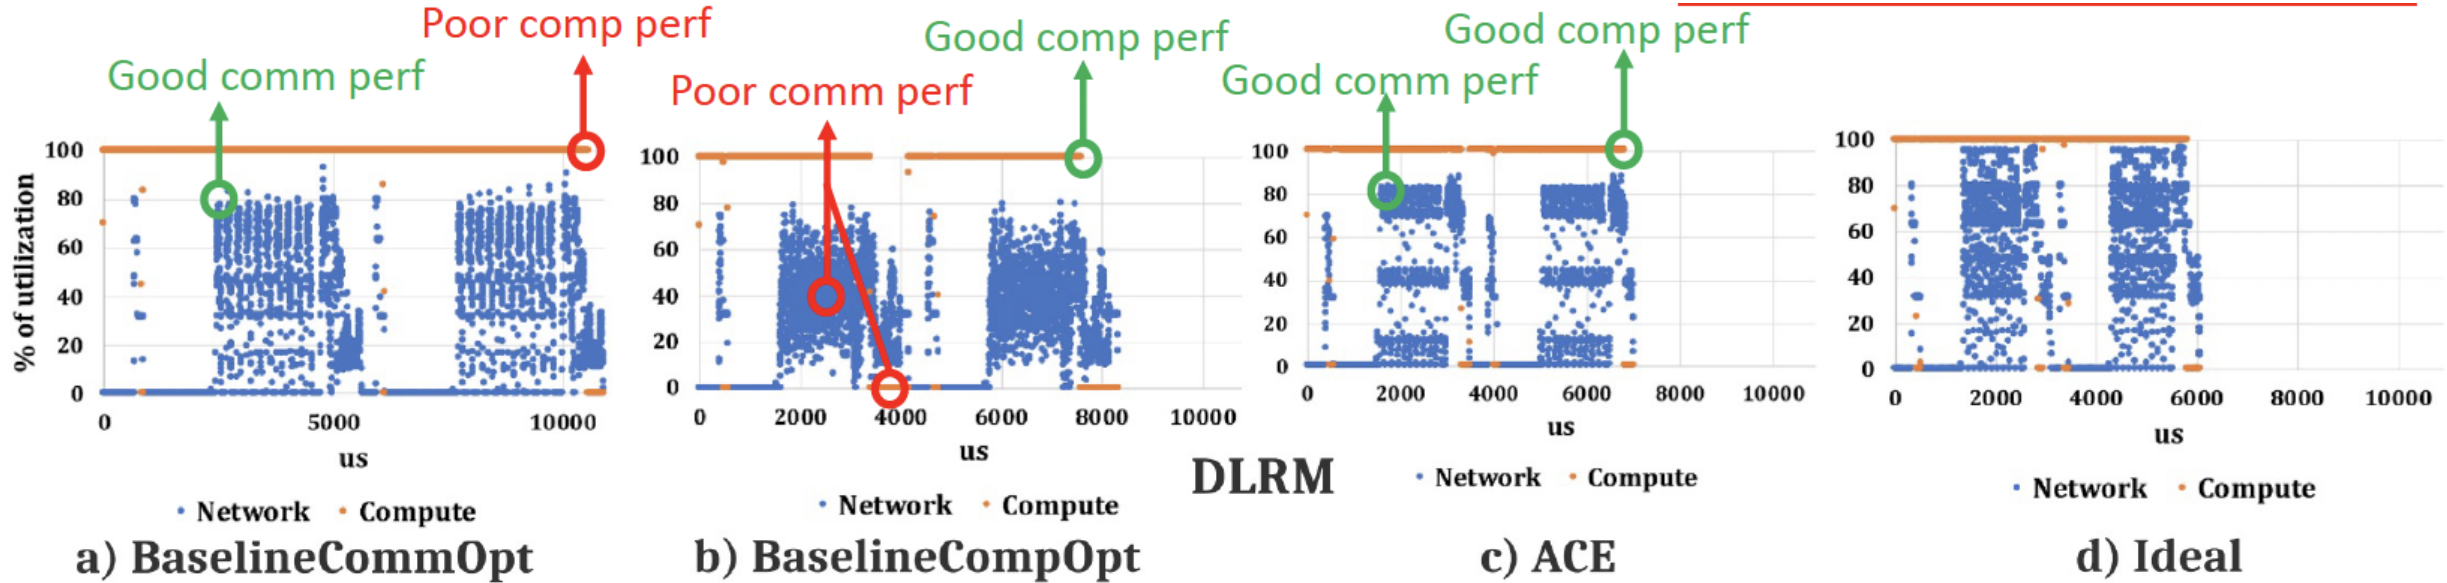 Poor comp perf
Good comm perf
% of utilization
100
80
60
40
20
0
0 5000 10000
us
Network Compute
a) BaselineCommOpt
Good comp perf
Poor comm perf
100
80
60
40
20
0
0 2000 4000 6000 8000 10000
us
Network Compute
b) BaselineCompOpt
DLRM
Good comp perf
Good comm perf
100
80
60
40
20
0
0 2000 4000 6000 8000 10000
us
Network Compute
c) ACE
100
80
60
40
20
0
0 2000 4000 6000 8000 10000
us
Network Compute
d) Ideal